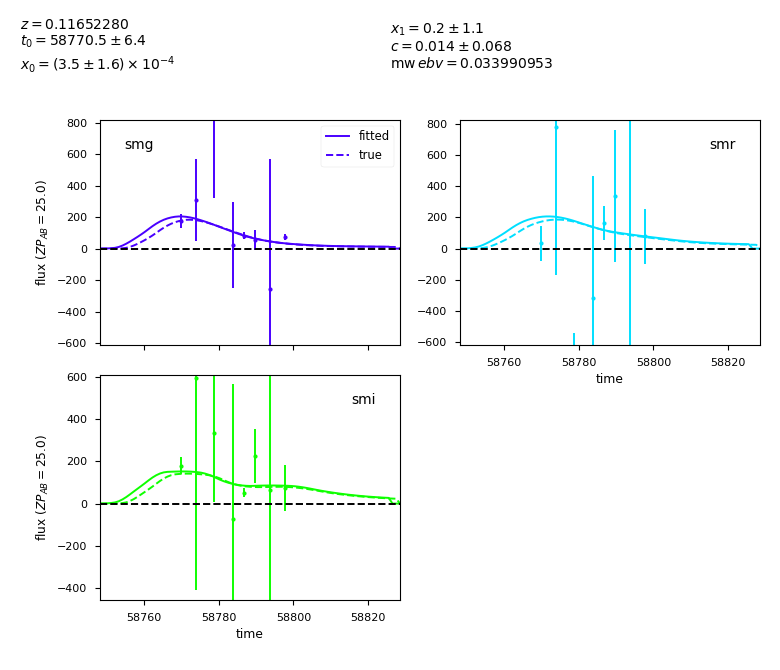 z = 0.11652280
t₀ = 58770.5 ± 6.4
x₀ = (3.5 ± 1.6) × 10⁻⁴
x₁ = 0.2 ± 1.1
c = 0.014 ± 0.068
mw ebv = 0.033990953
smg
fitted
true
800
600
400
200
0
−200
−400
−600
flux (ZP_AB = 25.0)
smr
800
600
400
200
0
−200
−400
−600
58760 58780 58800 58820
time
smi
600
400
200
0
−200
−400
flux (ZP_AB = 25.0)
58760 58780 58800 58820
time